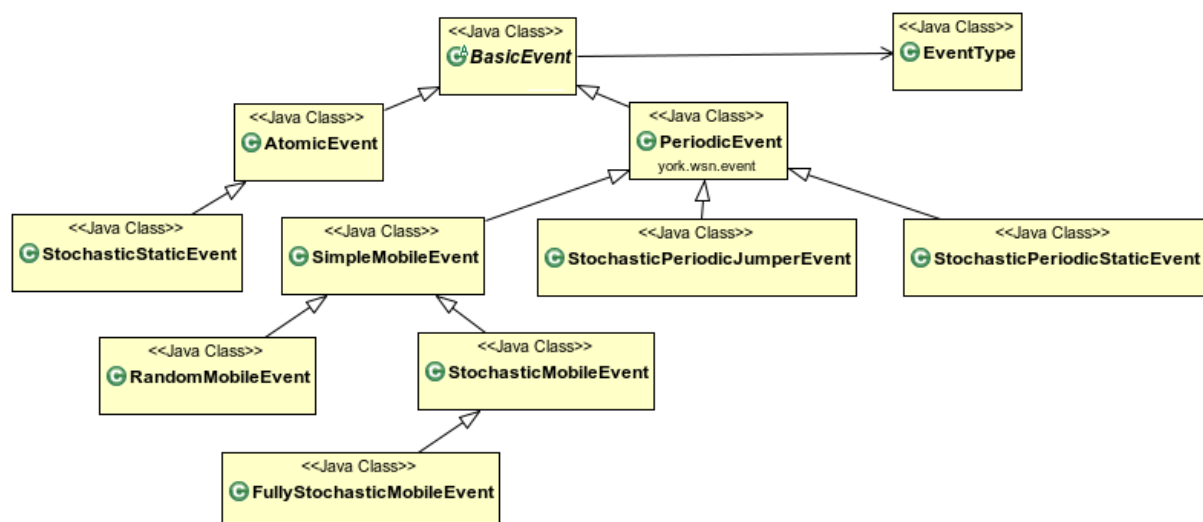 <<Java Class>>
BasicEvent
<<Java Class>>
EventType
<<Java Class>>
AtomicEvent
<<Java Class>>
PeriodicEvent
york.wsn.event
<<Java Class>>
StochasticStaticEvent
<<Java Class>>
SimpleMobileEvent
<<Java Class>>
StochasticPeriodicJumperEvent
<<Java Class>>
StochasticPeriodicStaticEvent
<<Java Class>>
RandomMobileEvent
<<Java Class>>
StochasticMobileEvent
<<Java Class>>
FullyStochasticMobileEvent